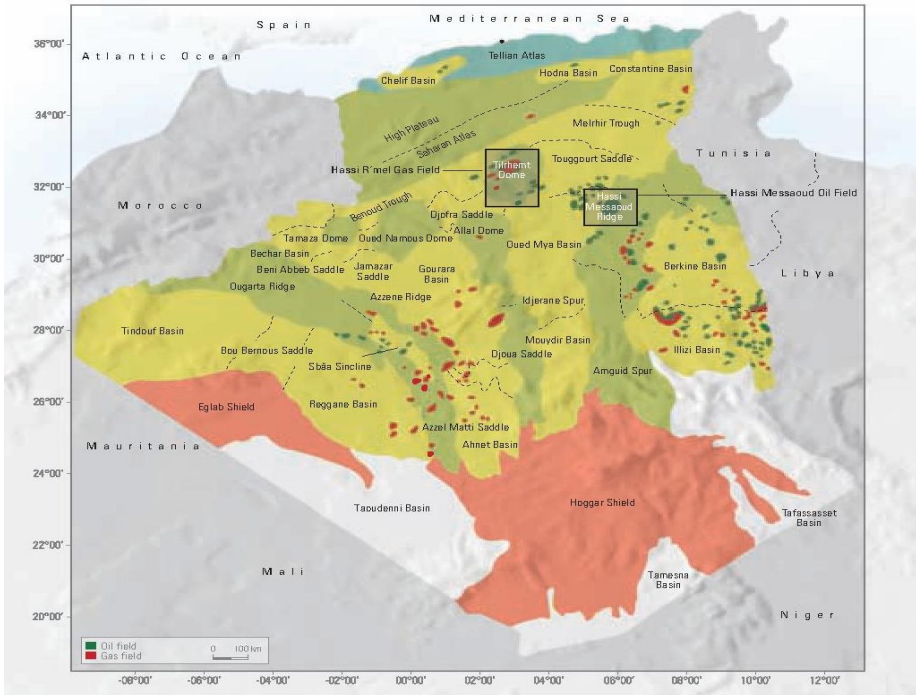 Spain
Mediterranean Sea
38°00'
Atlantic Ocean
Tellian Atlas
Chelif Basin
Hodna Basin
Constantine Basin
34°00'
High Plateau
Saharan Atlas
Melrhir Trough
Tunisia
Hassi R'mel Gas Field
Tilrhemt
Dome
Touggourt Saddle
32°00'
Hassi
Messaoud
Ridge
Hassi Messaoud Oil Field
Morocco
Benoud Trough
Djofra Saddle
Tamaza Dome
Oued Namous Dome
Allal Dome
Oued Mya Basin
30°00'
Bechar Basin
Beni Abbeb Saddle
Jamazar
Saddle
Gourara
Basin
Berkine Basin
Libya
Ougarta Ridge
Azzene Ridge
Idjerane Spur
28°00'
Tindouf Basin
Mouydir Basin
Bou Bernous Saddle
Djoua Saddle
Illizi Basin
Sbâa Sincline
Amguid Spur
26°00'
Eglab Shield
Reggane Basin
Azzel Matti Saddle
Mauritania
Ahnet Basin
24°00'
Taoudenni Basin
Hoggar Shield
Tafassasset
Basin
22°00'
Mali
Tamesna
Basin
20°00'
Niger
Oil field
Gas field
0 100 km
-08°00' -06°00' -04°00' -02°00' 00°00' 02°00' 04°00' 06°00' 08°00' 10°00' 12°00'